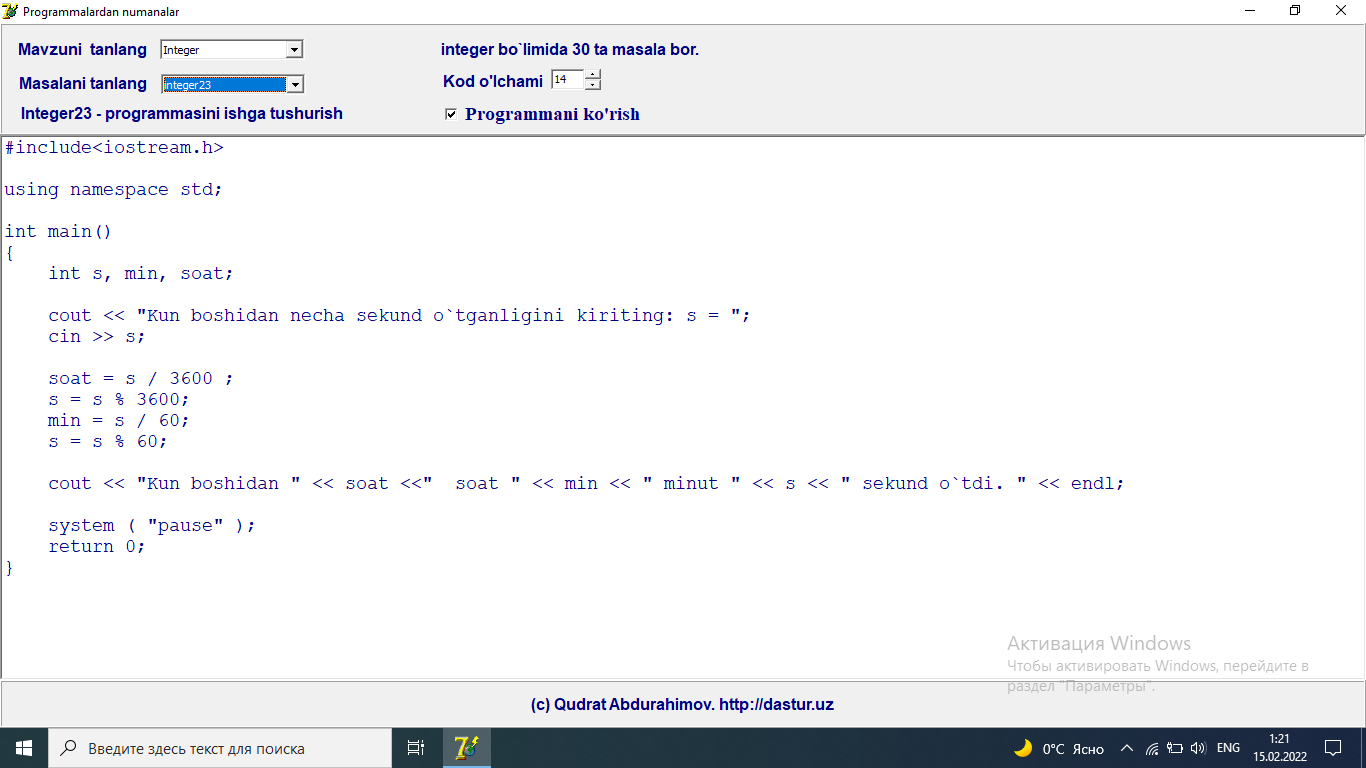 Programmalardan numanalar
Mavzuni tanlang Integer integer bo`limida 30 ta masala bor.
Masalani tanlang integer23 Kod o'lchami 14
Integer23 - programmasini ishga tushurish Programmani ko'rish
#include<iostream.h>
using namespace std;
int main()
{
int s, min, soat;
cout << "Kun boshidan necha sekund o`tganligini kiriting: s = ";
cin >> s;
soat = s / 3600 ;
s = s % 3600;
min = s / 60;
s = s % 60;
cout << "Kun boshidan " << soat <<"  soat " << min << " minut " << s << " sekund o`tdi. " << endl;
system ( "pause" );
return 0;
}
Активация Windows
Чтобы активировать Windows, перейдите в
раздел "Параметры".
(c) Qudrat Abdurahimov. http://dastur.uz
Введите здесь текст для поиска
0°C Ясно
ENG
1:21
15.02.2022